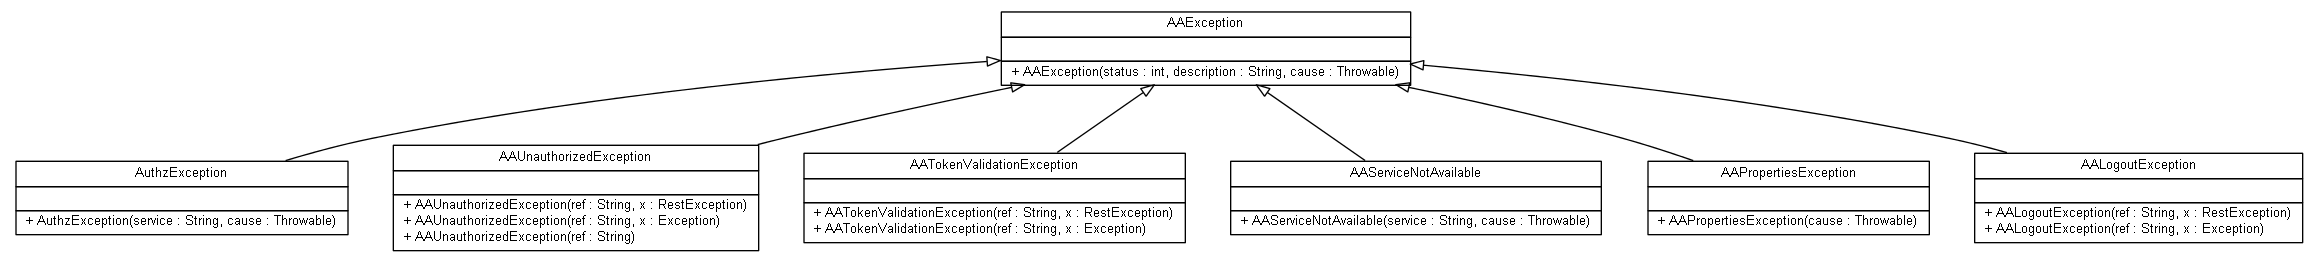 AAException
+ AAException(status : int, description : String, cause : Throwable)
AuthzException
+ AuthzException(service : String, cause : Throwable)
AAUnauthorizedException
+ AAUnauthorizedException(ref : String, x : RestException)
+ AAUnauthorizedException(ref : String, x : Exception)
+ AAUnauthorizedException(ref : String)
AATokenValidationException
+ AATokenValidationException(ref : String, x : RestException)
+ AATokenValidationException(ref : String, x : Exception)
AAServiceNotAvailable
+ AAServiceNotAvailable(service : String, cause : Throwable)
AAPropertiesException
+ AAPropertiesException(cause : Throwable)
AALogoutException
+ AALogoutException(ref : String, x : RestException)
+ AALogoutException(ref : String, x : Exception)